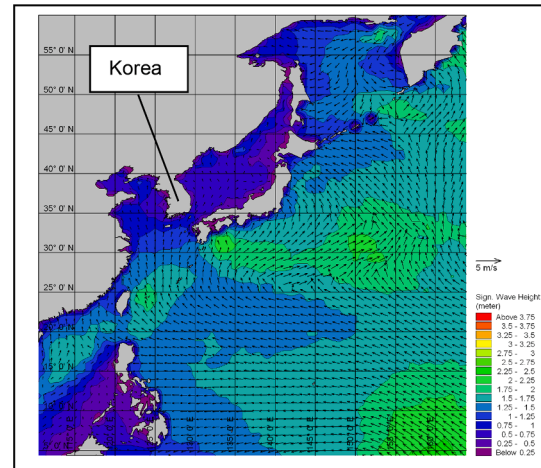 55° 0' N
Korea
50° 0' N
45° 0' N
40° 0' N
35° 0' N
30° 0' N
25° 0' N
5 m/s
Sign. Wave Height
(meter)
Above 3.75
3.5 - 3.75
3.25 - 3.5
3 - 3.25
2.75 - 3
2.5 - 2.75
2.25 - 2.5
2 - 2.25
1.75 - 2
1.5 - 1.75
1.25 - 1.5
1 - 1.25
0.75 - 1
0.5 - 0.75
0.25 - 0.5
Below 0.25